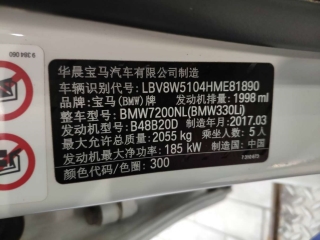 华晨宝马汽车有限公司制造
车辆识别代号：LBV8W5104HME81890
品牌：宝马(BMW)牌 发动机排量：1998 ml
整车型号：BMW7200NL(BMW330Li)
发动机型号：B48B20D 制造年月：2017.03
最大允许总质量：2055 kg 乘坐人数：5 人
发动机最大净功率：185 kW 制造国：中国
颜色代码/色圈：300